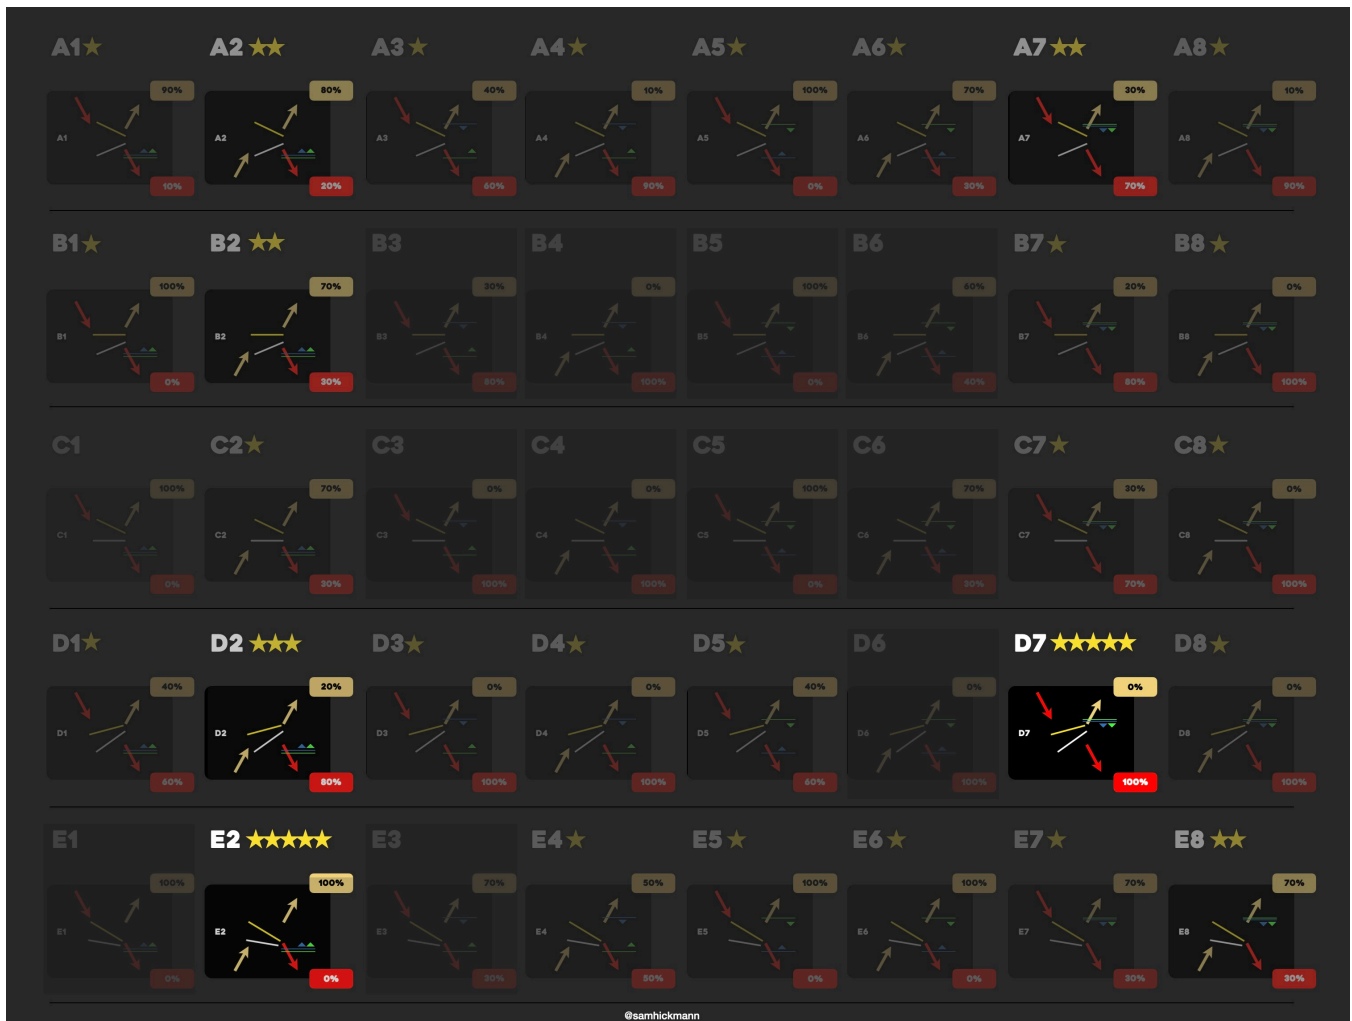 A1 A2 A3 A4 A5 A6 A7 A8
90% 80% 40% 10% 100% 70% 30% 10%
A1 A2 A3 A4 A5 A6 A7 A8
10% 20% 60% 90% 0% 30% 70% 90%
B1 B2 B3 B4 B5 B6 B7 B8
100% 70% 30% 0% 100% 60% 20% 0%
B1 B2 B3 B4 B5 B6 B7 B8
0% 30% 80% 100% 0% 40% 80% 100%
C1 C2 C3 C4 C5 C6 C7 C8
100% 70% 0% 0% 100% 70% 30% 0%
C1 C2 C3 C4 C5 C6 C7 C8
0% 30% 100% 100% 0% 70% 100%
D1 D2 D3 D4 D5 D6 D7 D8
40% 20% 0% 0% 40% 0% 0% 0%
D1 D2 D3 D4 D5 D6 D7 D8
60% 80% 100% 100% 60% 100% 100% 100%
E1 E2 E3 E4 E5 E6 E7 E8
100% 100% 70% 50% 100% 100% 70% 70%
E1 E2 E3 E4 E5 E6 E7 E8
0% 0% 50% 0% 0% 30% 30%
@samhickmann